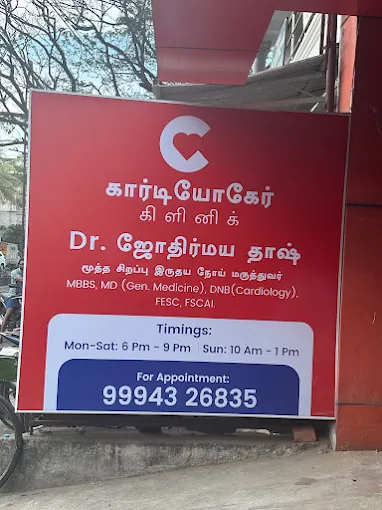 கார்டியோகேர்
கிளினிக்
Dr. ஜோதிர்மய தாஷ்
மூத்த சிறப்பு இருதய நோய் மருத்துவர்
MBBS, MD (Gen. Medicine), DNB(Cardiology),
FESC, FSCAI.
Timings:
Mon-Sat: 6 Pm - 9 Pm | Sun: 10 Am - 1 Pm
For Appointment:
99943 26835